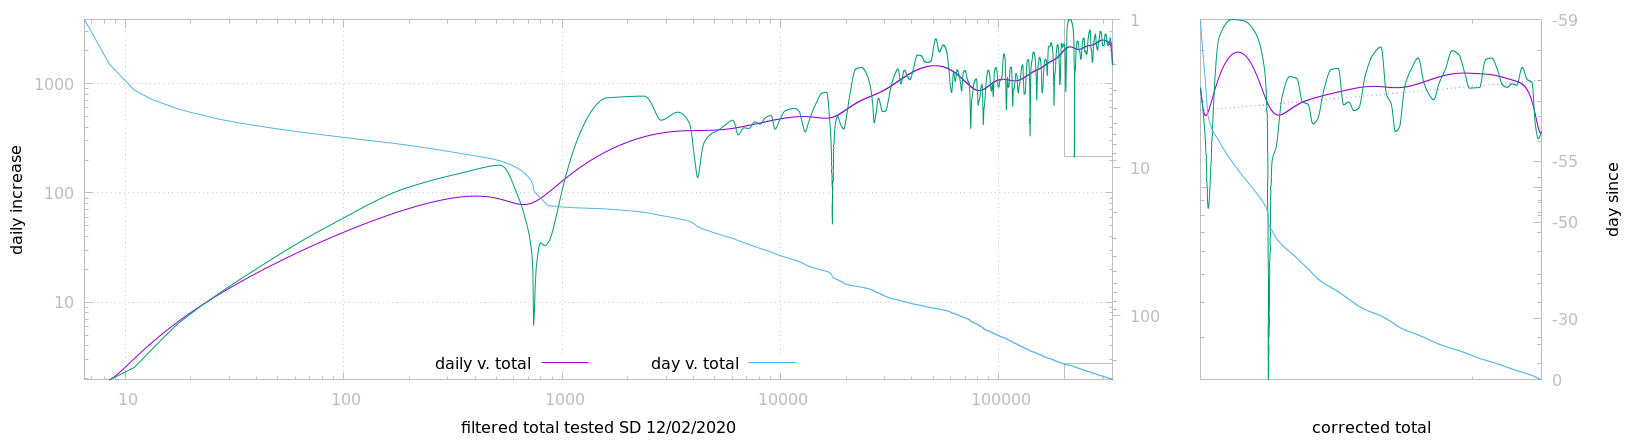 daily increase
1000
100
10
10
100
1000
10000
100000
1
10
100
daily v. total
day v. total
filtered total tested SD 12/02/2020
-59
-55
-50
-30
0
day since
corrected total